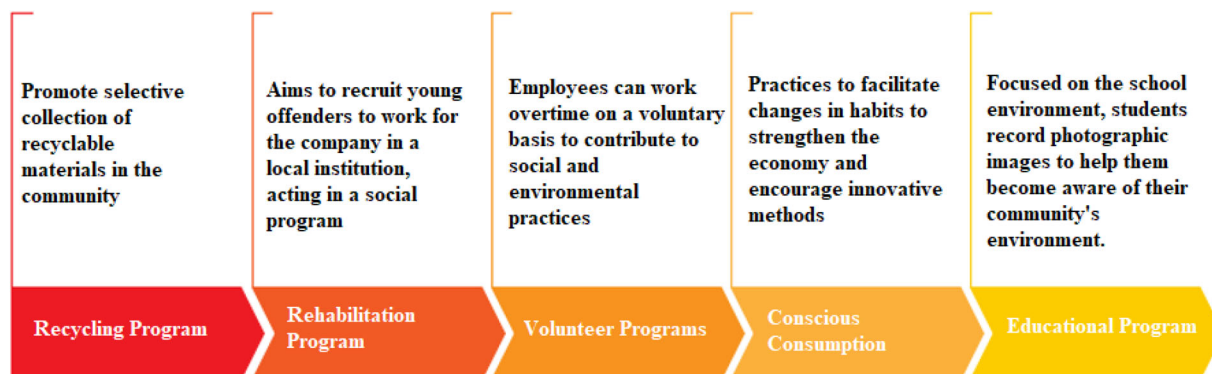 Promote selective
collection of
recyclable
materials in the
community
Aims to recruit young
offenders to work for
the company in a
local institution,
acting in a social
program
Employees can work
overtime on a voluntary
basis to contribute to
social and
environmental
practices
Practices to facilitate
changes in habits to
strengthen the
economy and
encourage innovative
methods
Focused on the school
environment, students
record photographic
images to help them
become aware of their
community's
environment.
Recycling Program
Rehabilitation
Program
Volunteer Programs
Conscious
Consumption
Educational Program